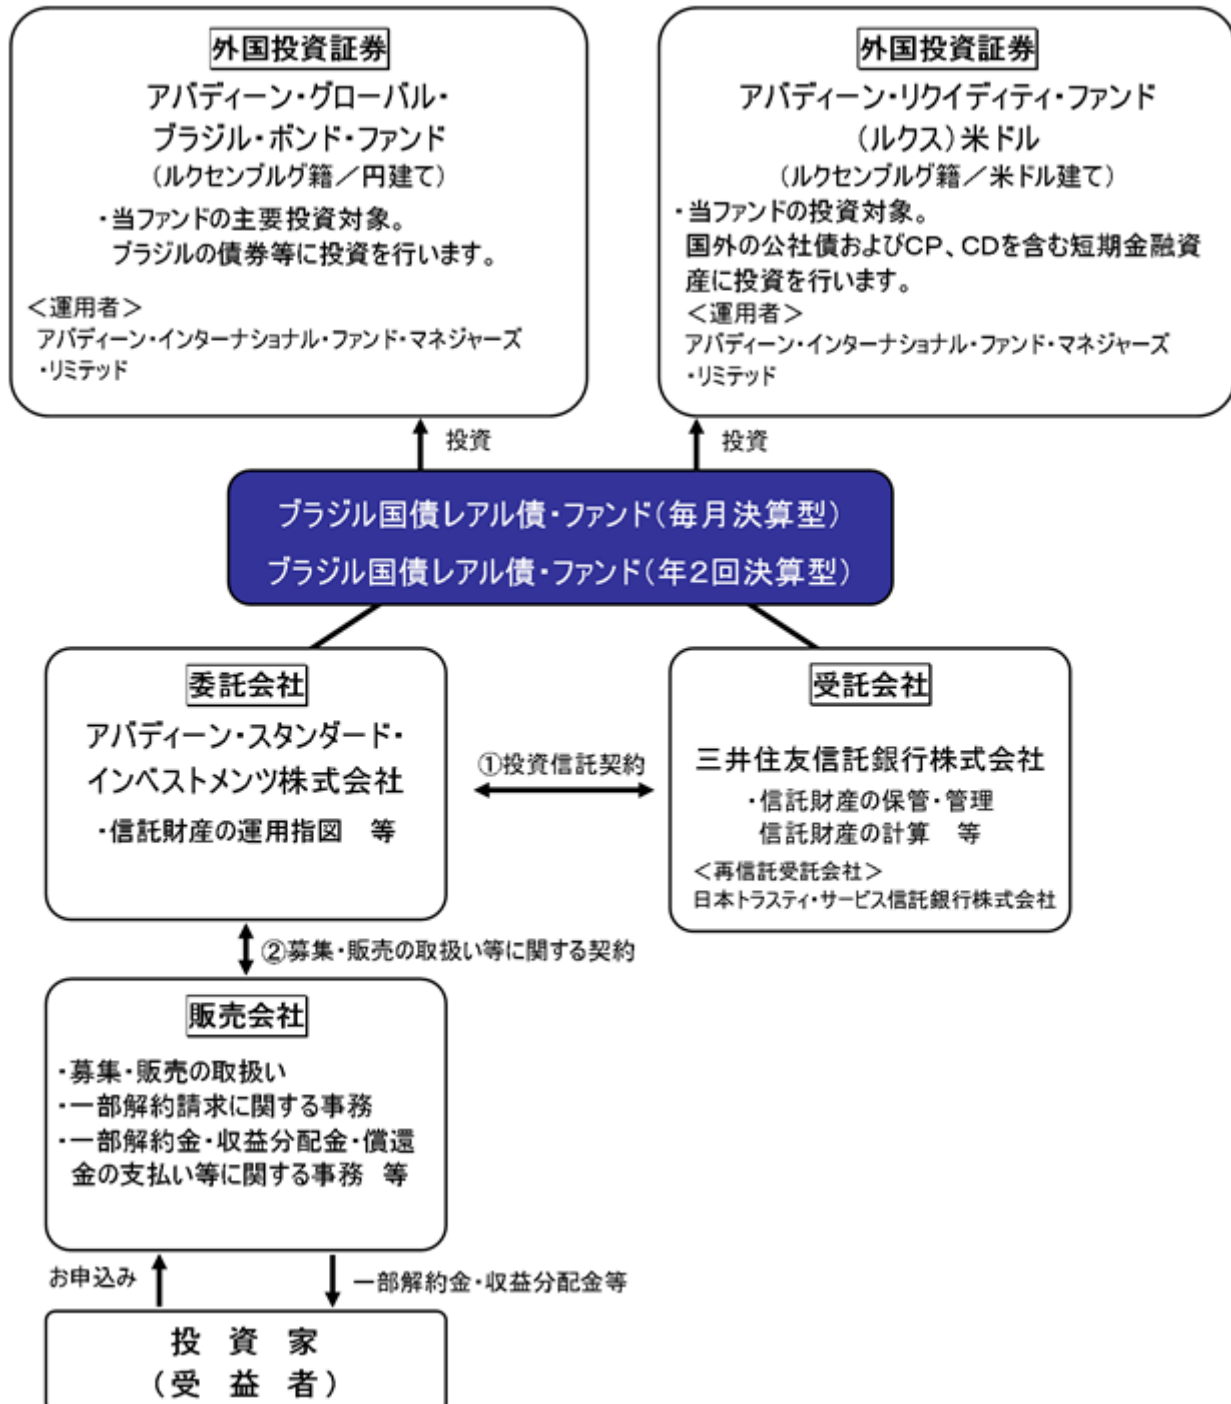 外国投資証券
アバディーン・グローバル・
ブラジル・ボンド・ファンド
（ルクセンブルグ籍／円建て）
・当ファンドの主要投資対象。
ブラジルの債券等に投資を行います。
＜運用者＞
アバディーン・インターナショナル・ファンド・マネジャーズ
・リミテッド
外国投資証券
アバディーン・リクイディティ・ファンド
（ルクス）米ドル
（ルクセンブルグ籍／米ドル建て）
・当ファンドの投資対象。
国外の公社債およびCP、CDを含む短期金融資
産に投資を行います。
＜運用者＞
アバディーン・インターナショナル・ファンド・マネジャーズ
・リミテッド
投資
投資
ブラジル国債レアル債・ファンド（毎月決算型）
ブラジル国債レアル債・ファンド（年２回決算型）
委託会社
アバディーン・スタンダード・
インベストメンツ株式会社
・信託財産の運用指図　等
①投資信託契約
受託会社
三井住友信託銀行株式会社
・信託財産の保管・管理
信託財産の計算　等
＜再信託受託会社＞
日本トラスティ・サービス信託銀行株式会社
②募集・販売の取扱い等に関する契約
販売会社
・募集・販売の取扱い
・一部解約請求に関する事務
・一部解約金・収益分配金・償還
金の支払い等に関する事務　等
お申込み
一部解約金・収益分配金等
投　資　家
（受　益　者）